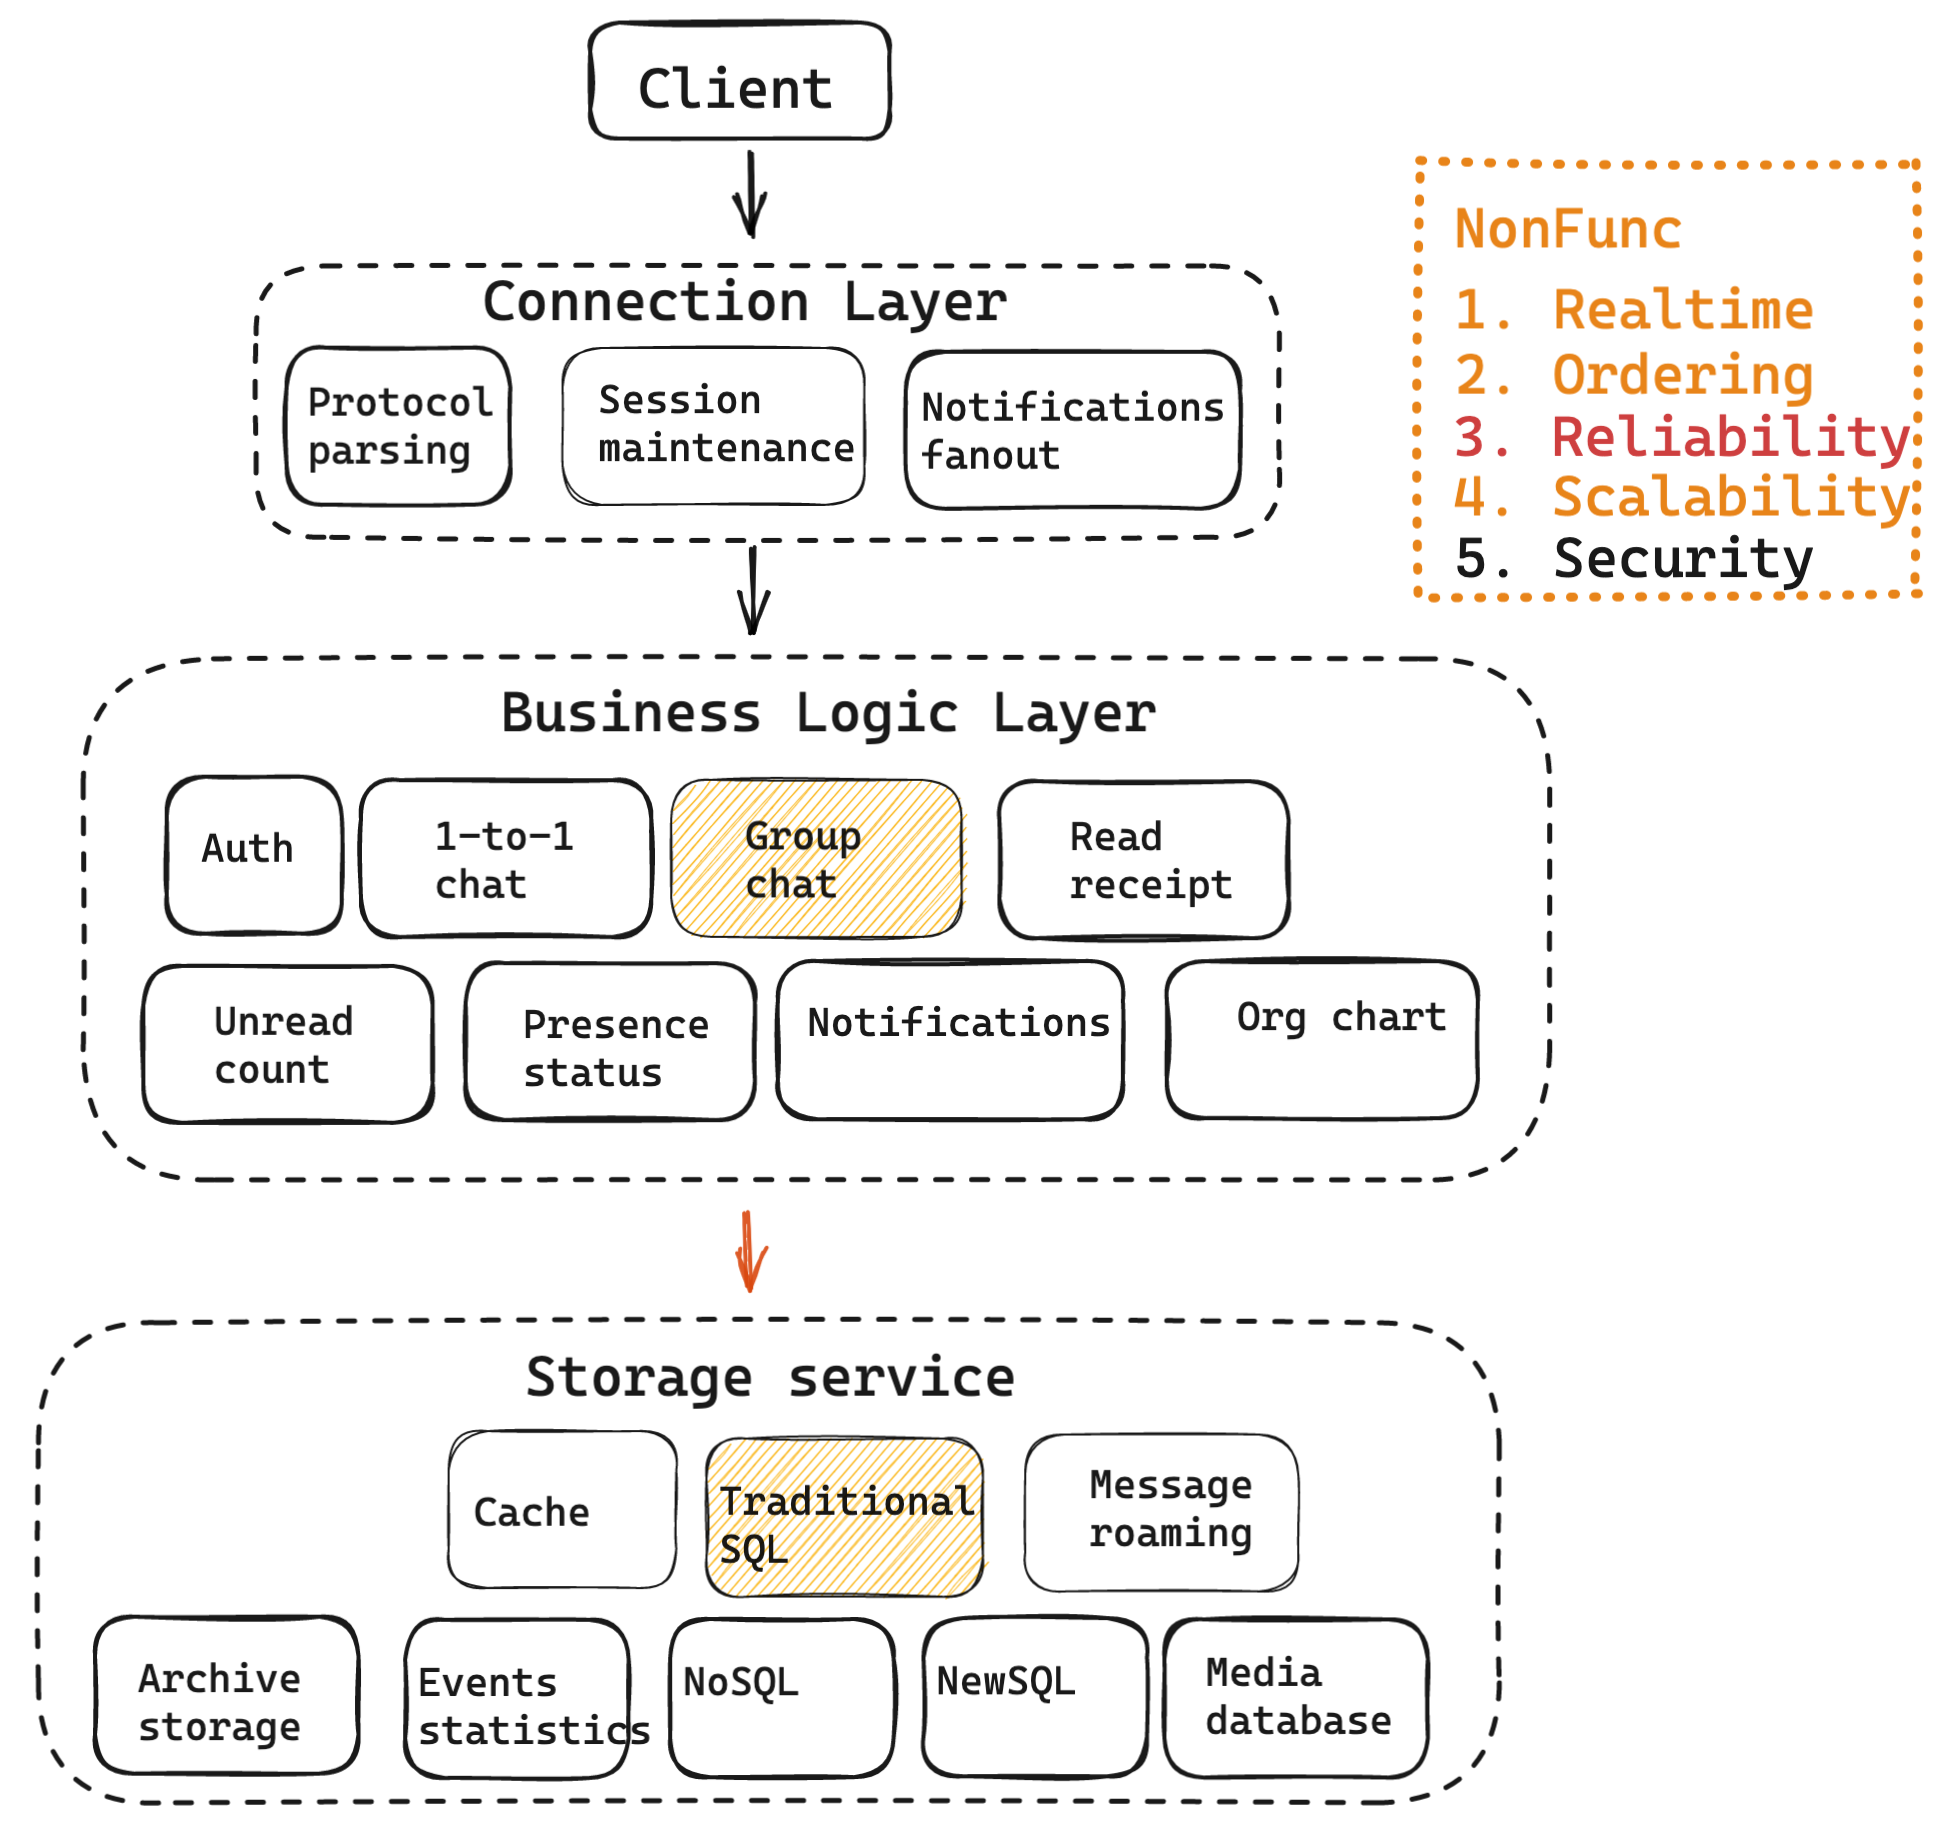 Client
NonFunc
1. Realtime
2. Ordering
3. Reliability
4. Scalability
5. Security
Connection Layer
Protocol
parsing
Session
maintenance
Notifications
fanout
Business Logic Layer
Auth
1-to-1
chat
Group
chat
Read
receipt
Unread
count
Presence
status
Notifications
Org chart
Storage service
Cache
Traditional
SQL
Message
roaming
Archive
storage
Events
statistics
NoSQL
NewSQL
Media
database